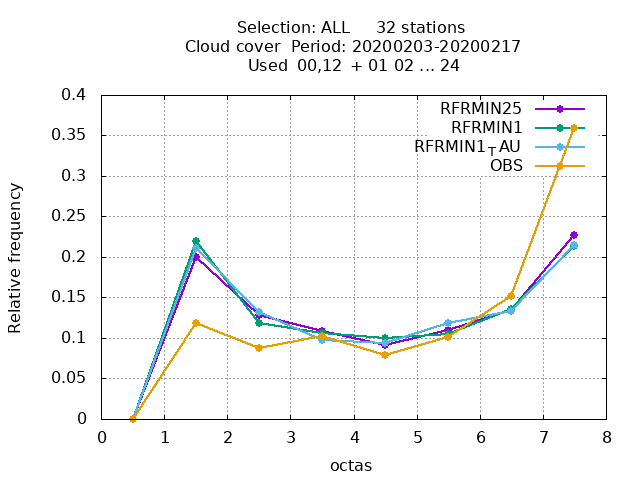 Selection: ALL     32 stations
Cloud cover  Period: 20200203-20200217
Used  00,12  + 01 02 ... 24
RFRMIN25
RFRMIN1
RFRMIN1TAU
OBS
0.4
0.35
0.3
0.25
0.2
0.15
0.1
0.05
0
Relative frequency
0 1 2 3 4 5 6 7 8
octas